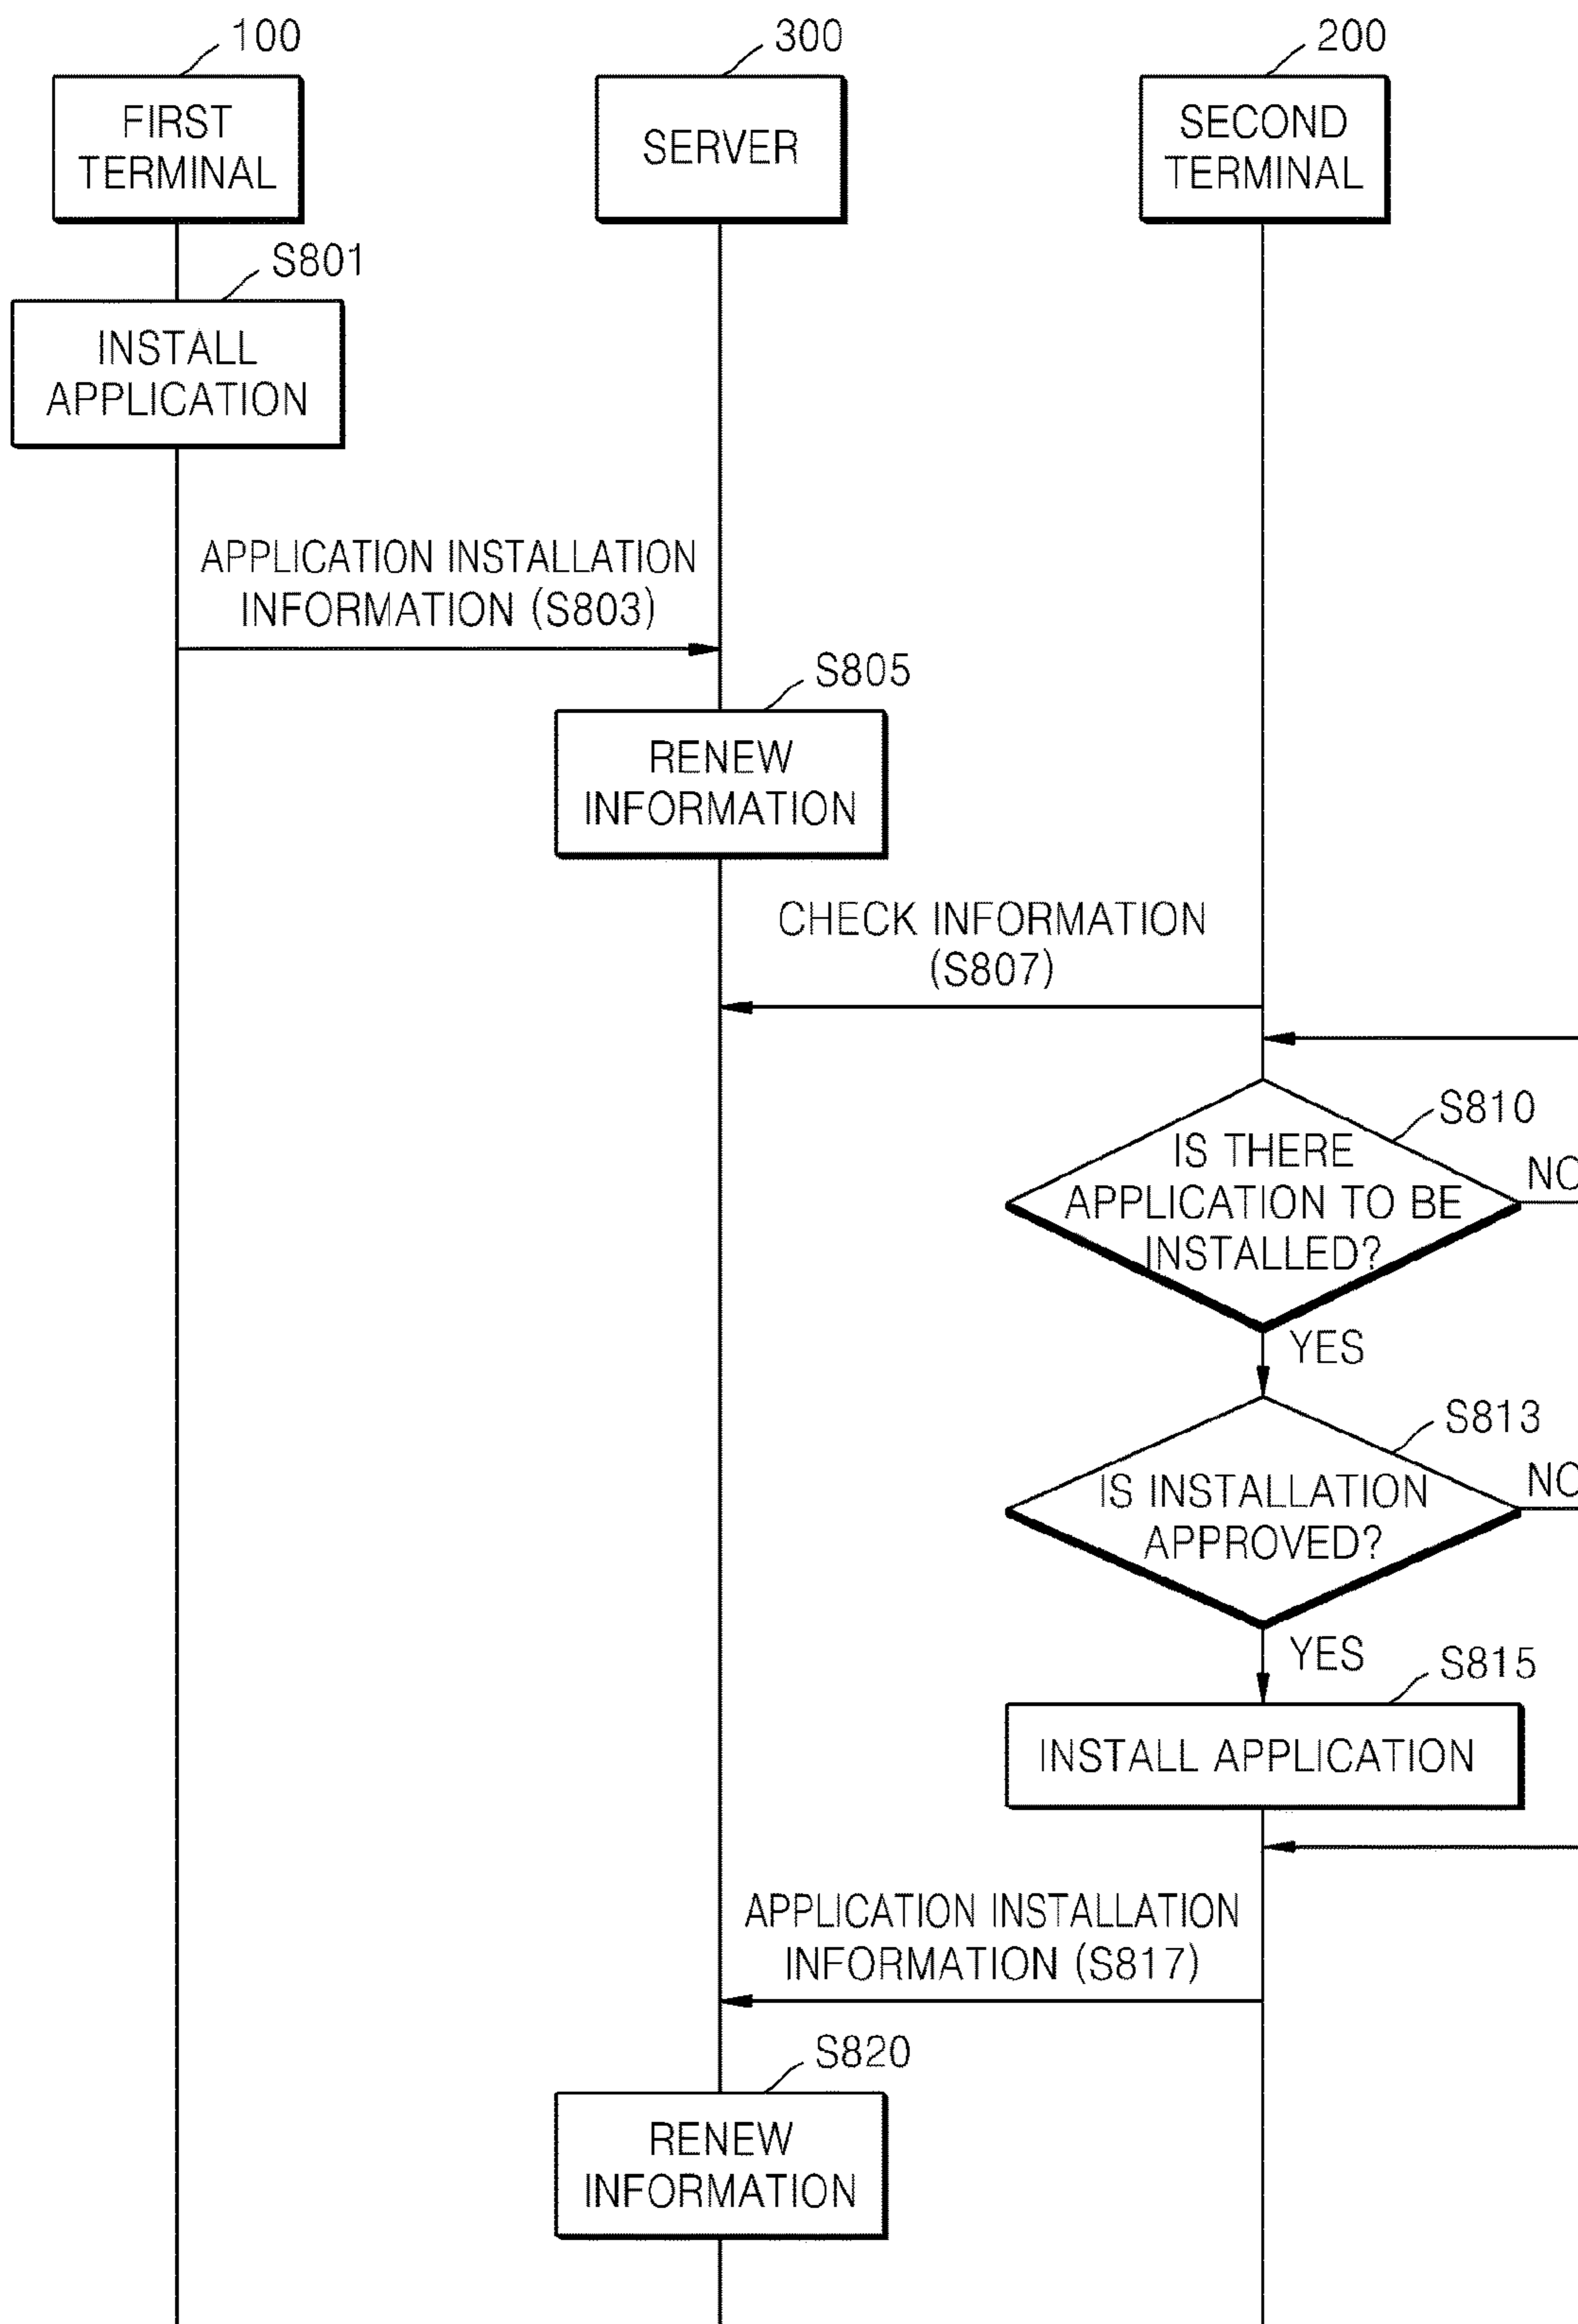 100
300
200
FIRST
TERMINAL
SERVER
SECOND
TERMINAL
S801
INSTALL
APPLICATION
APPLICATION INSTALLATION
INFORMATION (S803)
S805
RENEW
INFORMATION
CHECK INFORMATION
(S807)
S810
IS THERE
APPLICATION TO BE
INSTALLED?
NO
YES
S813
IS INSTALLATION
APPROVED?
NO
YES
S815
INSTALL APPLICATION
APPLICATION INSTALLATION
INFORMATION (S817)
S820
RENEW
INFORMATION